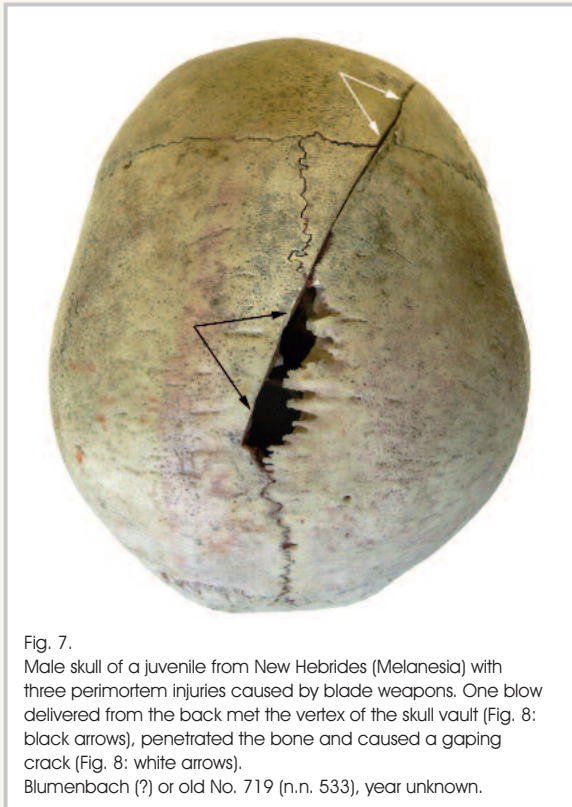 Fig. 7.
Male skull of a juvenile from New Hebrides (Melanesia) with
three perimortem injuries caused by blade weapons. One blow
delivered from the back met the vertex of the skull vault (Fig. 8:
black arrows), penetrated the bone and caused a gaping
crack (Fig. 8: white arrows).
Blumenbach (?) or old No. 719 (n.n. 533), year unknown.